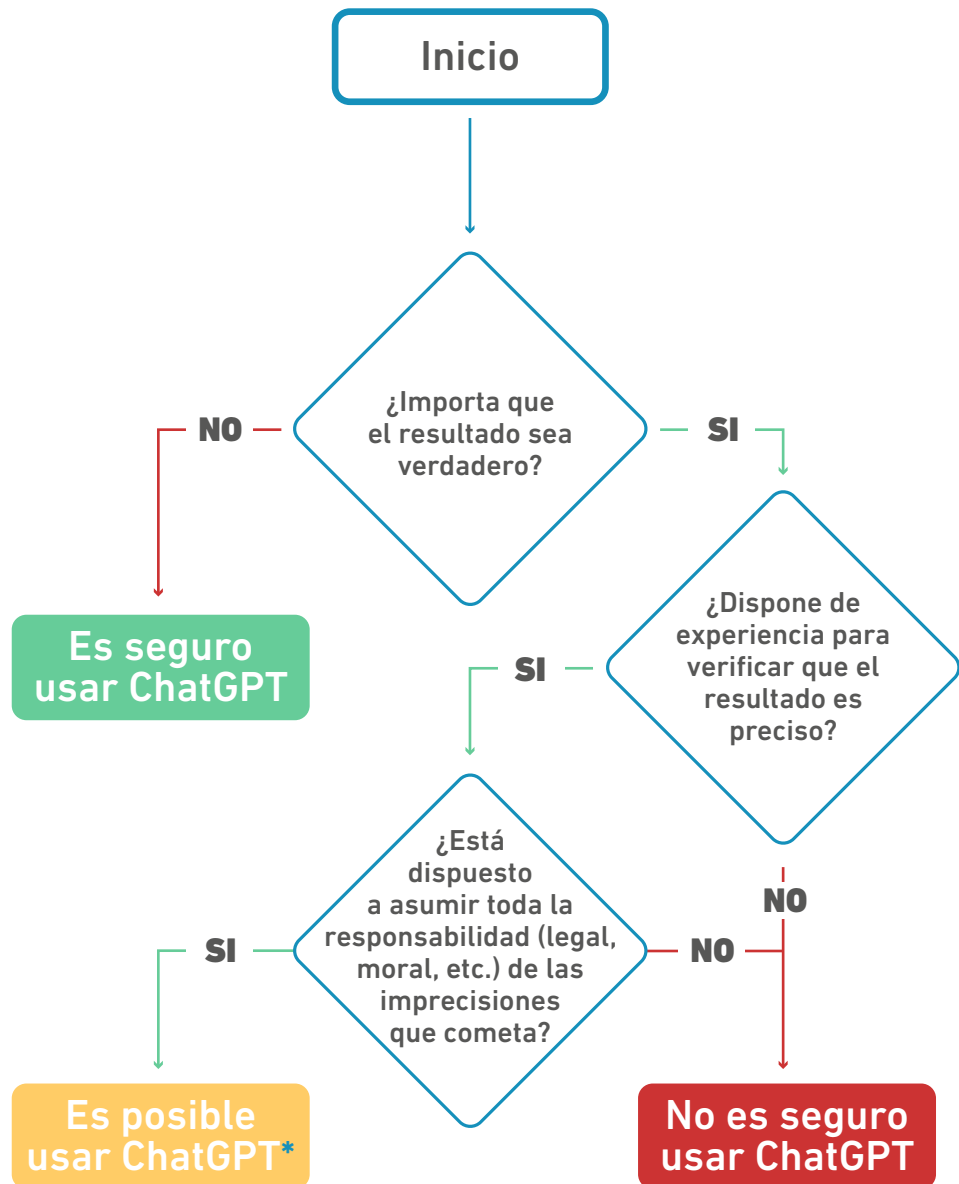 Inicio
¿Importa que
el resultado sea
verdadero?
NO
SI
Es seguro
usar ChatGPT
¿Dispone de
experiencia para
verificar que el
resultado es
preciso?
SI
NO
¿Está
dispuesto
a asumir toda la
responsabilidad (legal,
moral, etc.) de las
imprecisiones
que cometa?
SI
NO
Es posible
usar ChatGPT*
No es seguro
usar ChatGPT